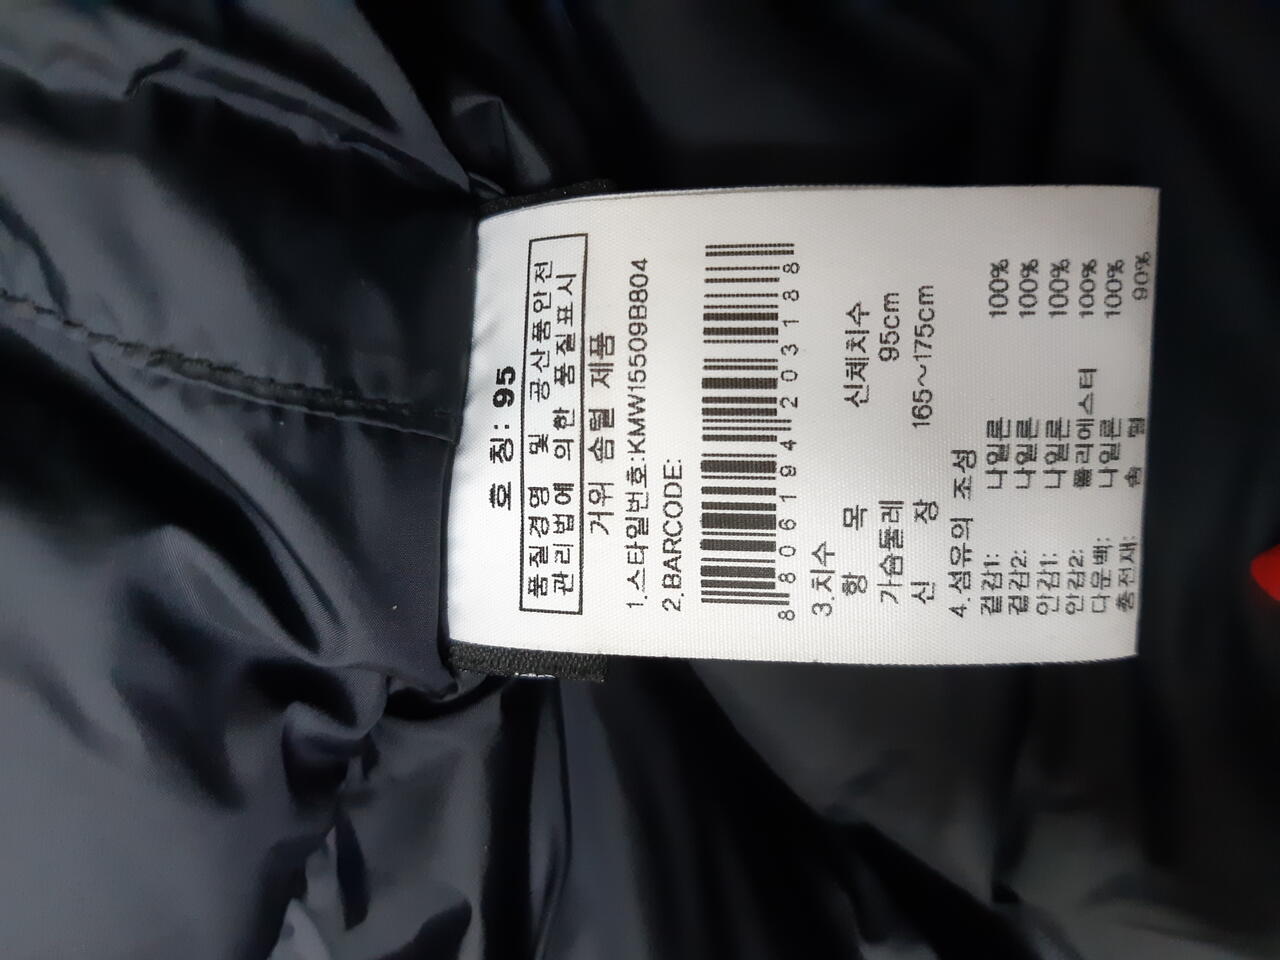 호 칭: 95
품질경영 및 공산품안전
관리법에 의한 품질표시
거위 솜털 제품
1.스타일번호:KMW15509B804
2.BARCODE:
8806194203188
3.치수
항 목 신체치수
가슴둘레 95cm
신 장 165~175cm
4.섬유의 조성
겉감1: 나일론 100%
겉감2: 나일론 100%
안감1: 나일론 100%
안감2: 폴리에스터 100%
다운백: 나일론 100%
충전재: 솜 털 90%